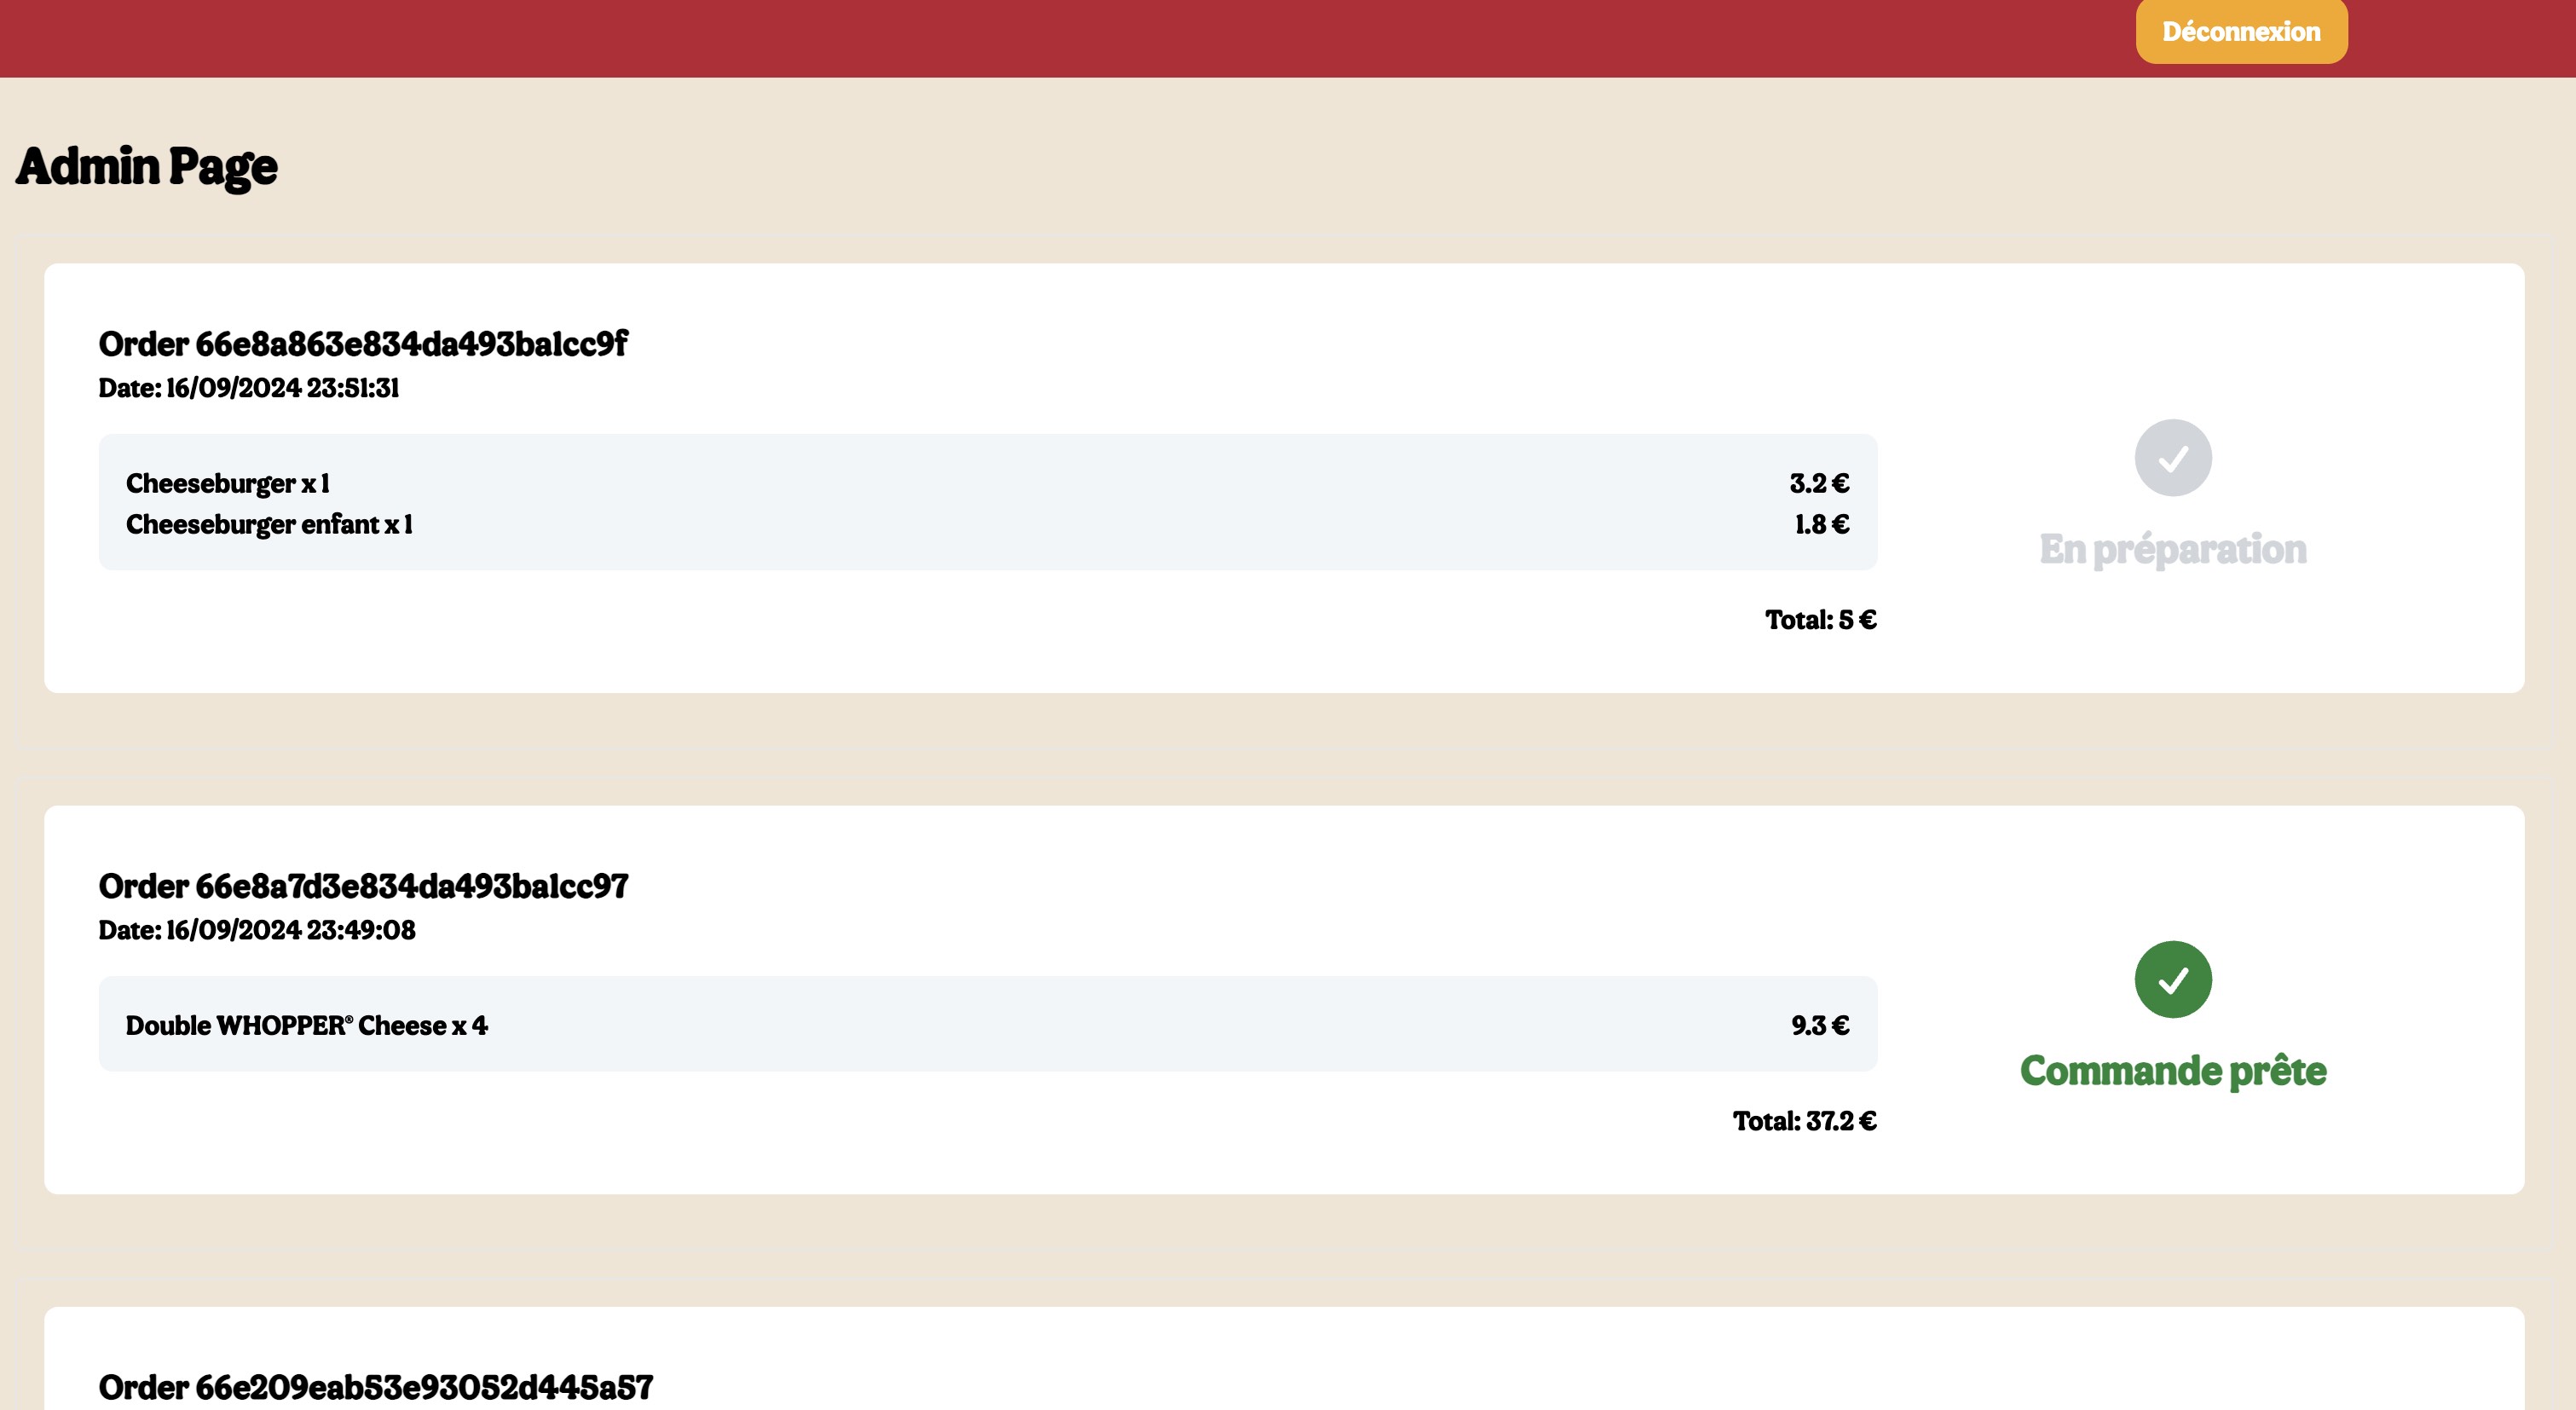 Déconnexion
Admin Page
Order 66e8a863e834da493ba1cc9f
Date: 16/09/2024 23:51:31
Cheeseburger x 1
3.2 €
Cheeseburger enfant x 1
1.8 €
En préparation
Total: 5 €
Order 66e8a7d3e834da493ba1cc97
Date: 16/09/2024 23:49:08
Double WHOPPER® Cheese x 4
9.3 €
Commande prête
Total: 37.2 €
Order 66e209eab53e93052d445a57